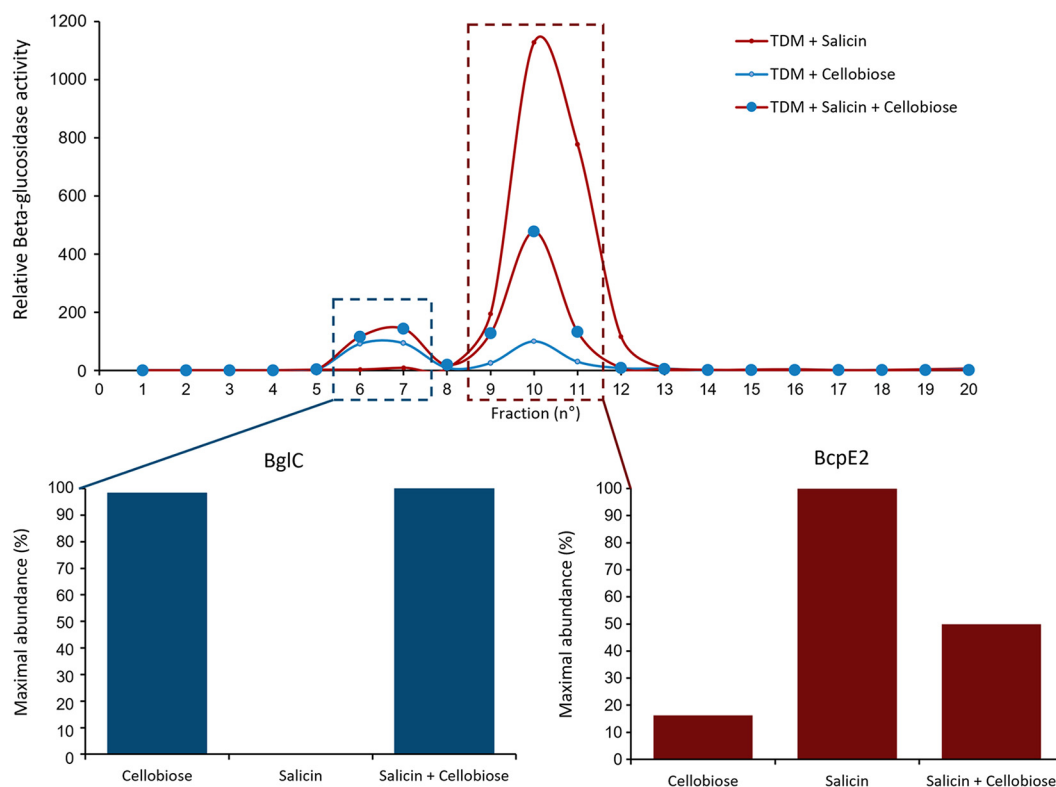 Relative Beta-glucosidase activity
1200
1000
800
600
400
200
0
TDM + Salicin
TDM + Cellobiose
TDM + Salicin + Cellobiose
0 1 2 3 4 5 6 7 8 9 10 11 12 13 14 15 16 17 18 19 20
Fraction (n°)
BglC
Maximal abundance (%)
100
90
80
70
60
50
40
30
20
10
0
Cellobiose Salicin Salicin + Cellobiose
BcpE2
Maximal abundance (%)
100
90
80
70
60
50
40
30
20
10
0
Cellobiose Salicin Salicin + Cellobiose